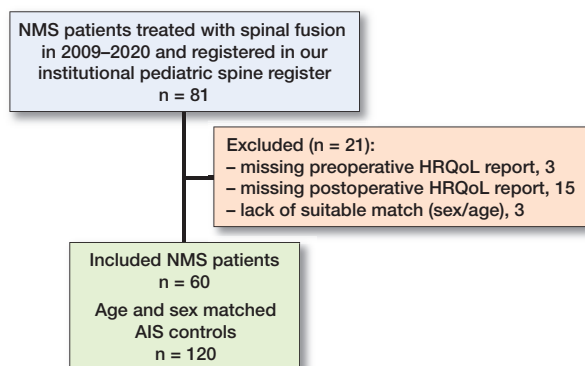 NMS patients treated with spinal fusion
in 2009–2020 and registered in our
institutional pediatric spine register
n = 81
Excluded (n = 21):
– missing preoperative HRQoL report, 3
– missing postoperative HRQoL report, 15
– lack of suitable match (sex/age), 3
Included NMS patients
n = 60
Age and sex matched
AIS controls
n = 120